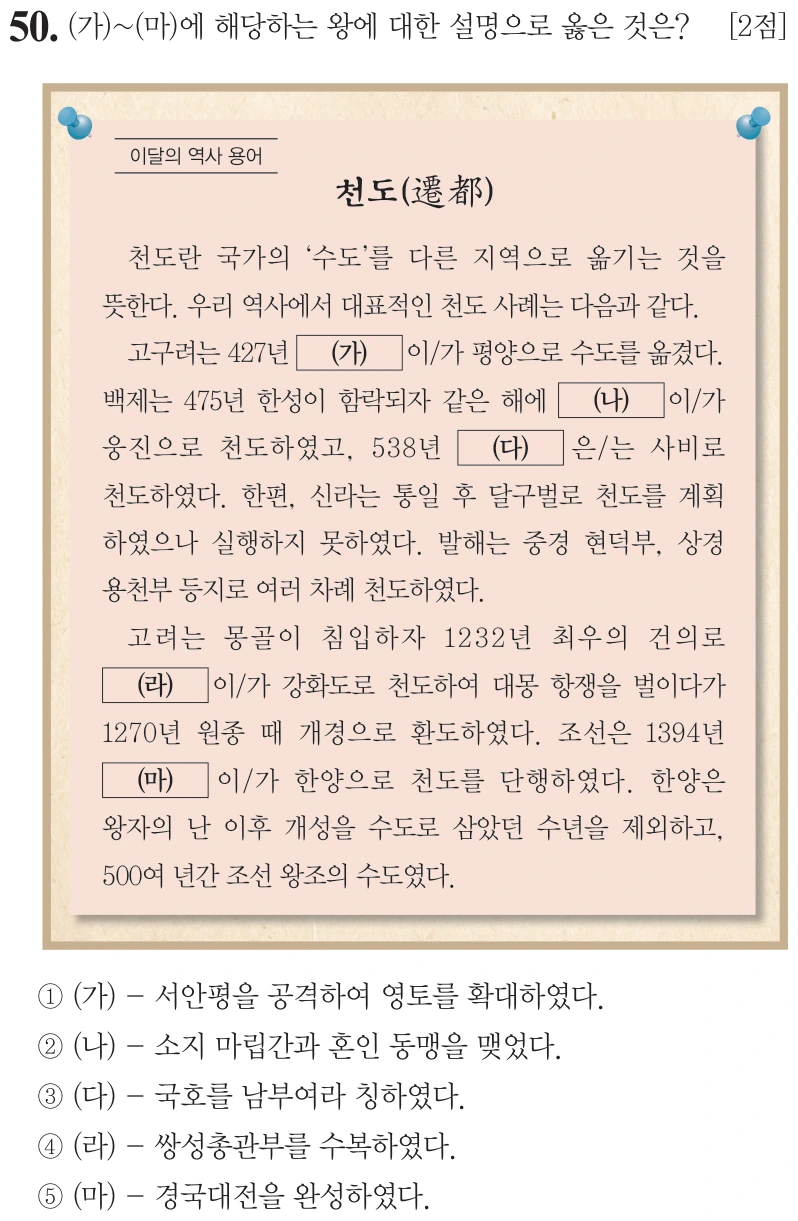 50. (가)~(마)에 해당하는 왕에 대한 설명으로 옳은 것은? [2점]
이달의 역사 용어
천도(遷都)
천도란 국가의 ‘수도’를 다른 지역으로 옮기는 것을
뜻한다. 우리 역사에서 대표적인 천도 사례는 다음과 같다.
고구려는 427년 (가) 이/가 평양으로 수도를 옮겼다.
백제는 475년 한성이 함락되자 같은 해에 (나) 이/가
웅진으로 천도하였고, 538년 (다) 은/는 사비로
천도하였다. 한편, 신라는 통일 후 달구벌로 천도를 계획
하였으나 실행하지 못하였다. 발해는 중경 현덕부, 상경
용천부 등지로 여러 차례 천도하였다.
고려는 몽골이 침입하자 1232년 최우의 건의로
(라) 이/가 강화도로 천도하여 대몽 항쟁을 벌이다가
1270년 원종 때 개경으로 환도하였다. 조선은 1394년
(마) 이/가 한양으로 천도를 단행하였다. 한양은
왕자의 난 이후 개성을 수도로 삼았던 수년을 제외하고,
500여 년간 조선 왕조의 수도였다.
① (가) - 서안평을 공격하여 영토를 확대하였다.
② (나) - 소지 마립간과 혼인 동맹을 맺었다.
③ (다) - 국호를 남부여라 칭하였다.
④ (라) - 쌍성총관부를 수복하였다.
⑤ (마) - 경국대전을 완성하였다.